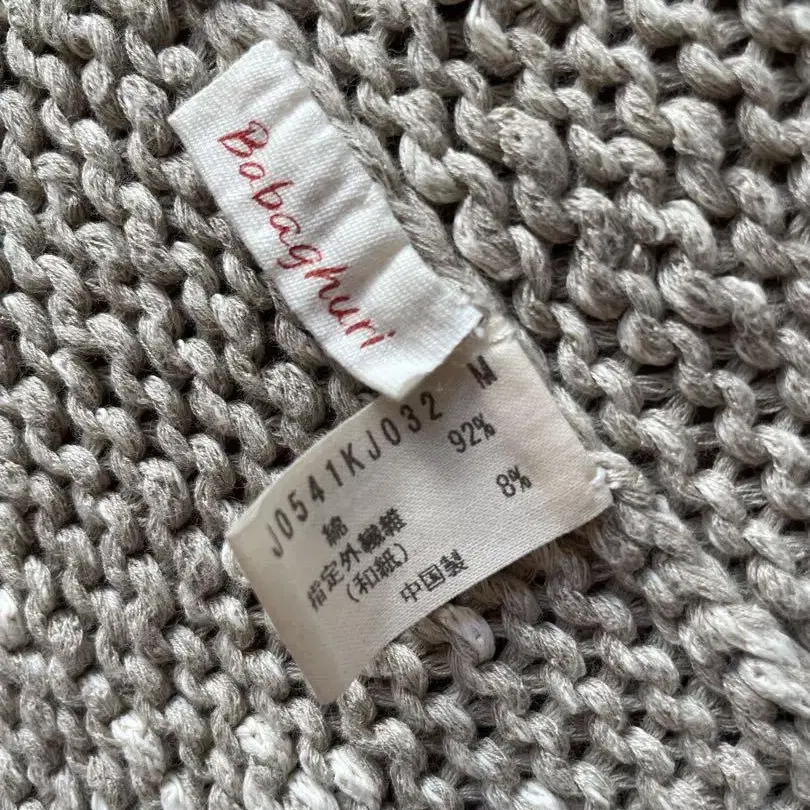 Babaghuri
J0541KJ032 M
綿 92%
指定外繊維 8%
(和紙)
中国製